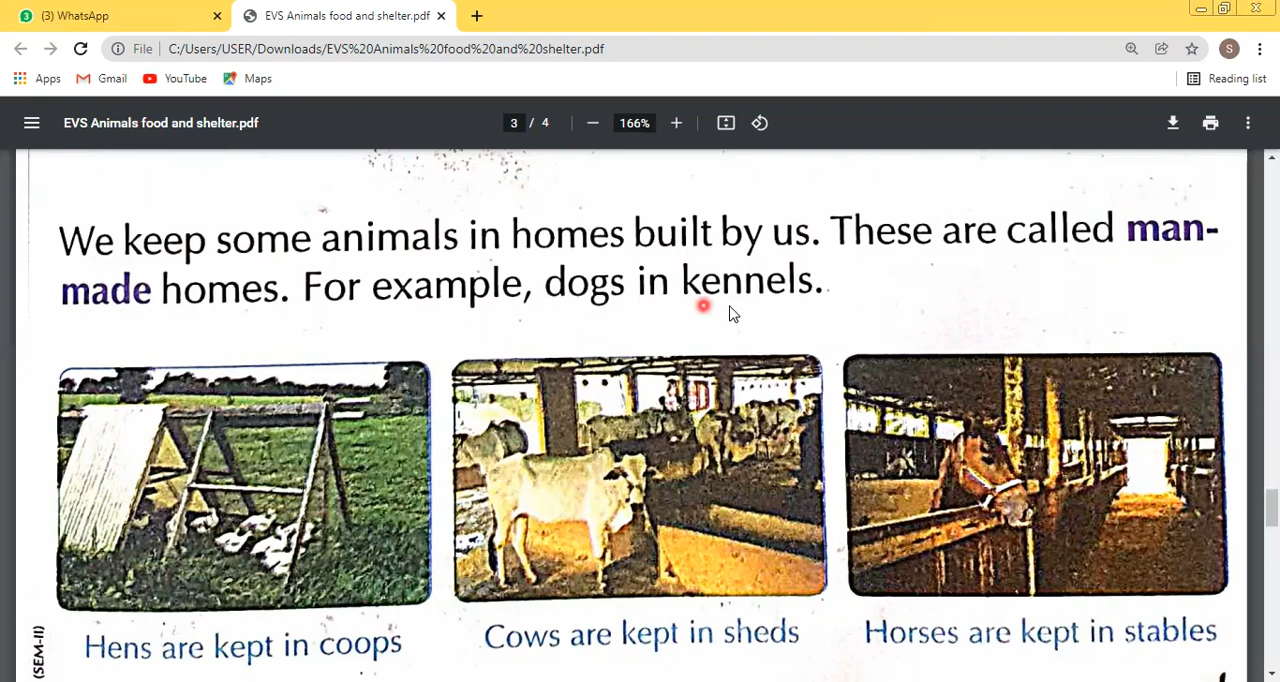 (3) WhatsApp
EVS Animals food and shelter.pdf
File
C:/Users/USER/Downloads/EVS%20Animals%20food%20and%20shelter.pdf
S
Apps Gmail YouTube Maps
Reading list
EVS Animals food and shelter.pdf
3 / 4
166%
We keep some animals in homes built by us. These are called man-
made homes. For example, dogs in kennels.
Hens are kept in coops
Cows are kept in sheds
Horses are kept in stables
(SEM-II)